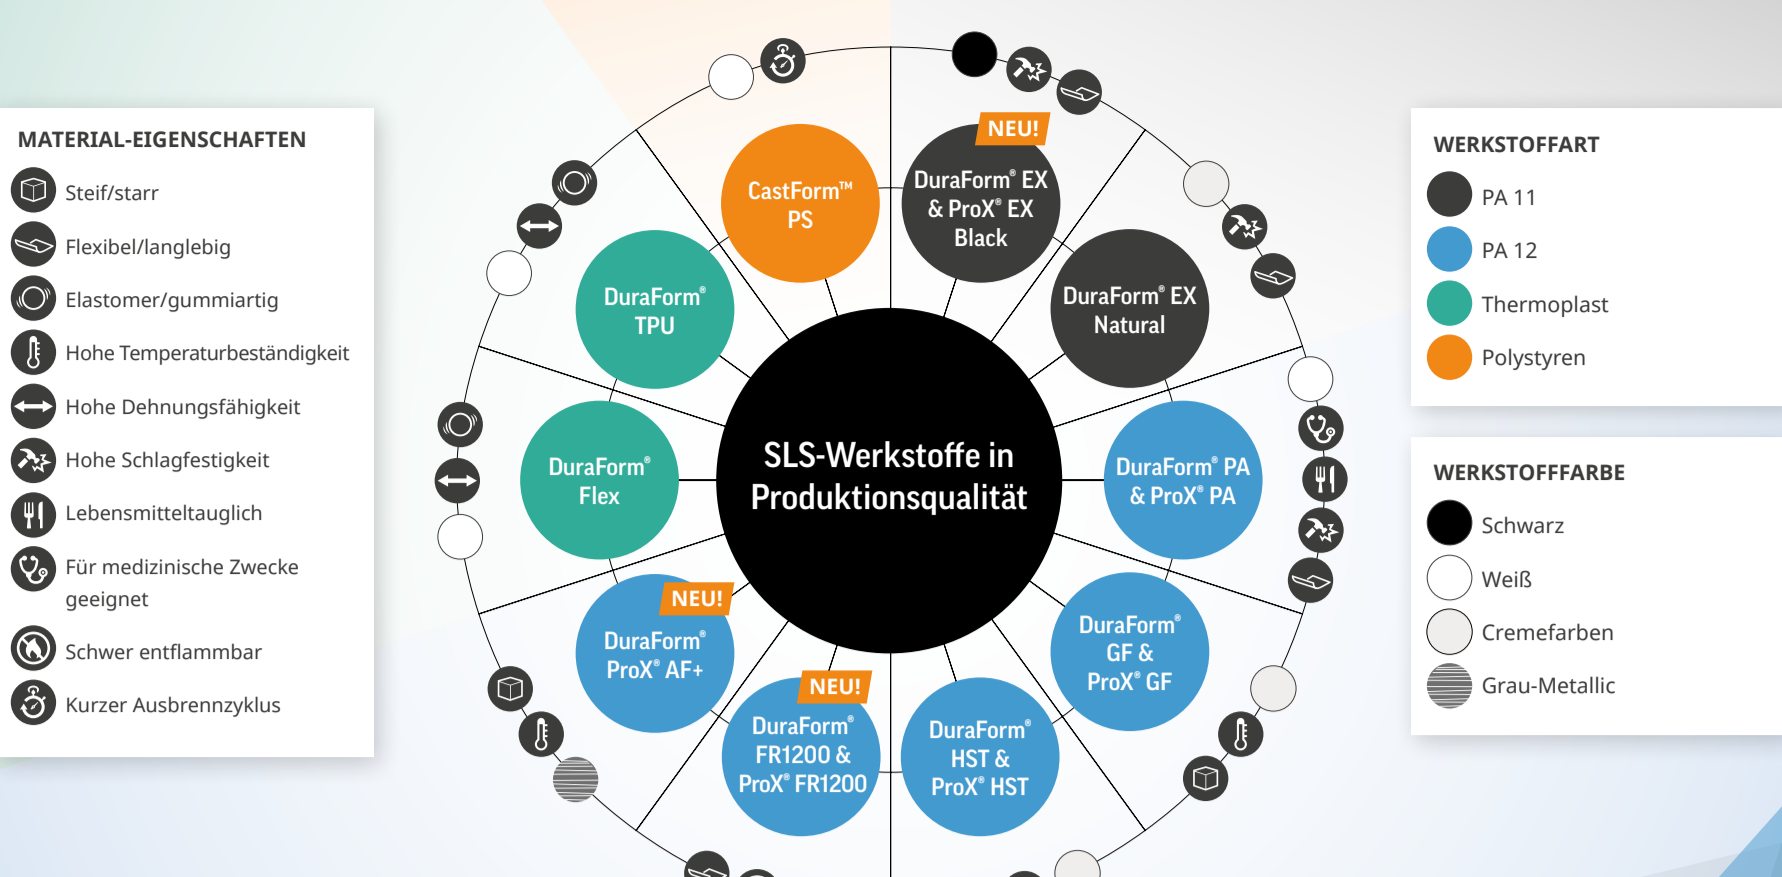 MATERIAL-EIGENSCHAFTEN
Steif/starr
Flexibel/langlebig
Elastomer/gummiartig
Hohe Temperaturbeständigkeit
Hohe Dehnungsfähigkeit
Hohe Schlagfestigkeit
Lebensmitteltauglich
Für medizinische Zwecke
geeignet
Schwer entflammbar
Kurzer Ausbrennzyklus
CastForm™
PS
NEU!
DuraForm® EX
& ProX® EX
Black
DuraForm® EX
Natural
DuraForm® PA
& ProX® PA
DuraForm®
GF &
ProX® GF
DuraForm®
HST &
ProX® HST
NEU!
DuraForm®
FR1200 &
ProX® FR1200
NEU!
DuraForm®
ProX® AF+
DuraForm®
Flex
DuraForm®
TPU
SLS-Werkstoffe in
Produktionsqualität
WERKSTOFFART
PA 11
PA 12
Thermoplast
Polystyren
WERKSTOFFFARBE
Schwarz
Weiß
Cremefarben
Grau-Metallic